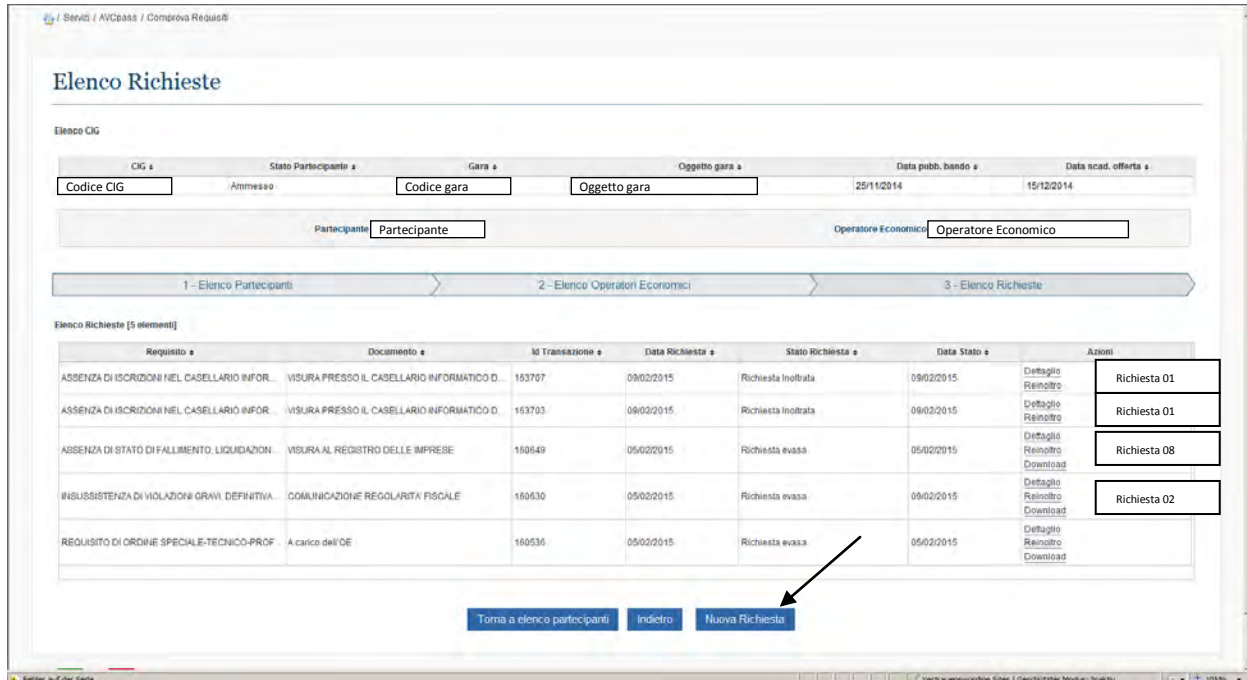 / Servizi / AVCpass / Comprova Requisiti
Elenco Richieste
Elenco CIG
CIG Stato Partecipante Gara Oggetto gara Data pubb. bando Data scad. offerta
Codice CIG Ammesso Codice gara Oggetto gara 25/11/2014 15/12/2014
Partecipante Partecipante Operatore Economico Operatore Economico
1 - Elenco Partecipanti 2 - Elenco Operatori Economici 3 - Elenco Richieste
Elenco Richieste [5 elementi]
Requisito Documento Id Transazione Data Richiesta Stato Richiesta Data Stato Azioni
ASSENZA DI ISCRIZIONI NEL CASELLARIO INFOR... VISURA PRESSO IL CASELLARIO INFORMATICO D... 163707 09/02/2015 Richiesta Inoltrata 09/02/2015 Dettaglio Richiesta 01
Reinoltro
ASSENZA DI ISCRIZIONI NEL CASELLARIO INFOR... VISURA PRESSO IL CASELLARIO INFORMATICO D... 163703 09/02/2015 Richiesta Inoltrata 09/02/2015 Dettaglio Richiesta 01
Reinoltro
Dettaglio
ASSENZA DI STATO DI FALLIMENTO, LIQUIDAZION... VISURA AL REGISTRO DELLE IMPRESE 160649 05/02/2015 Richiesta evasa 05/02/2015 Reinoltro Richiesta 08
Download
Dettaglio
INSUSSISTENZA DI VIOLAZIONI GRAVI, DEFINITIVA... COMUNICAZIONE REGOLARITA' FISCALE 160630 05/02/2015 Richiesta evasa 09/02/2015 Reinoltro Richiesta 02
Download
Dettaglio
REQUISITO DI ORDINE SPECIALE-TECNICO-PROF... A carico dell'OE 160536 05/02/2015 Richiesta evasa 05/02/2015 Reinoltro
Download
Torna a elenco partecipanti Indietro Nuova Richiesta
Fehler auf der Seite